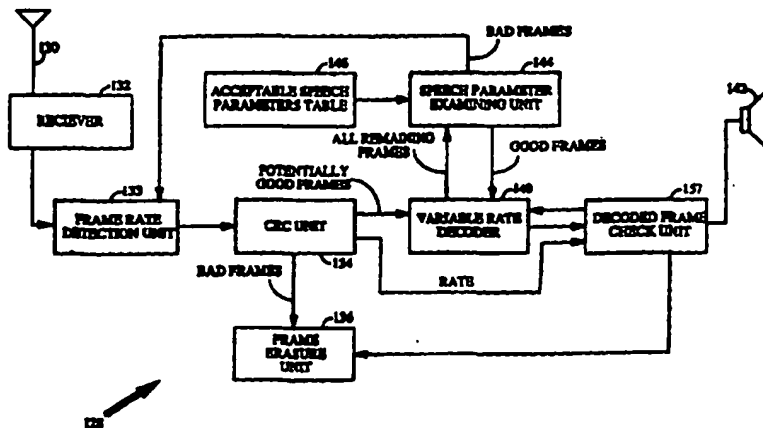 130
BAD FRAMES
146
144
132
142
ACCEPTABLE SPEECH
PARAMETERS TABLE
SPEECH PARAMETER
EXAMINING UNIT
RECIEVER
ALL REMAINING
FRAMES
GOOD FRAMES
POTENTIALLY
GOOD FRAMES
133
140
157
FRAME RATE
DETECTION UNIT
CRC UNIT
VARIABLE RATE
DECODER
DECODED FRAME
CHECK UNIT
134
BAD FRAMES
RATE
136
FRAME
ERASURE
UNIT
128